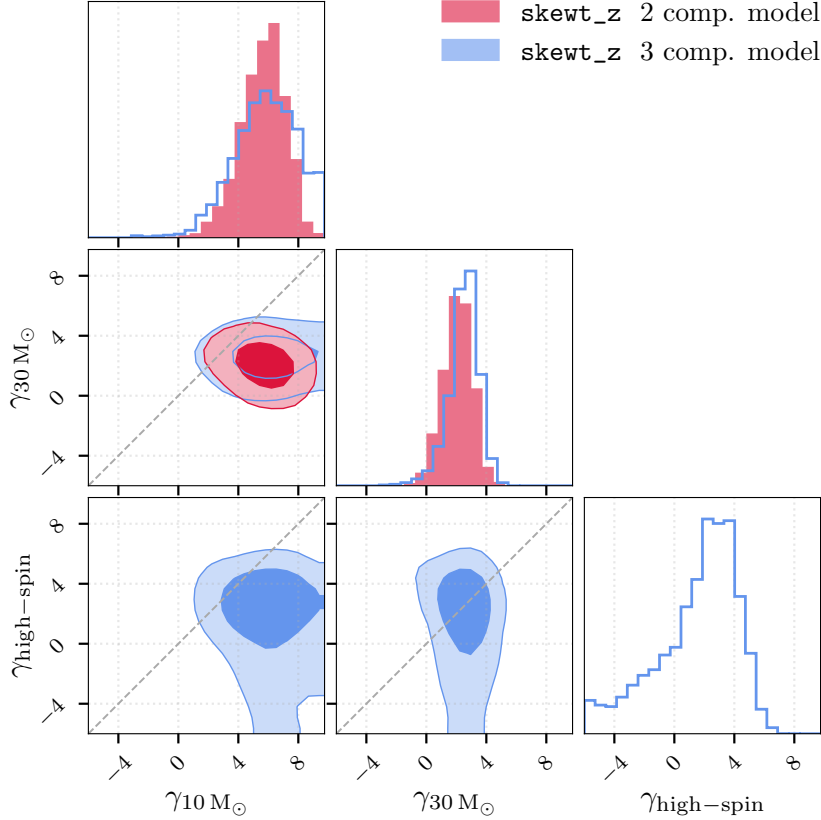 skewt_z 2 comp. model
skewt_z 3 comp. model
8
4
0
−4
γ30 M⊙
8
4
0
−4
γhigh−spin
−4 0 4 8 −4 0 4 8 −4 0 4 8
γ10 M⊙ γ30 M⊙ γhigh−spin